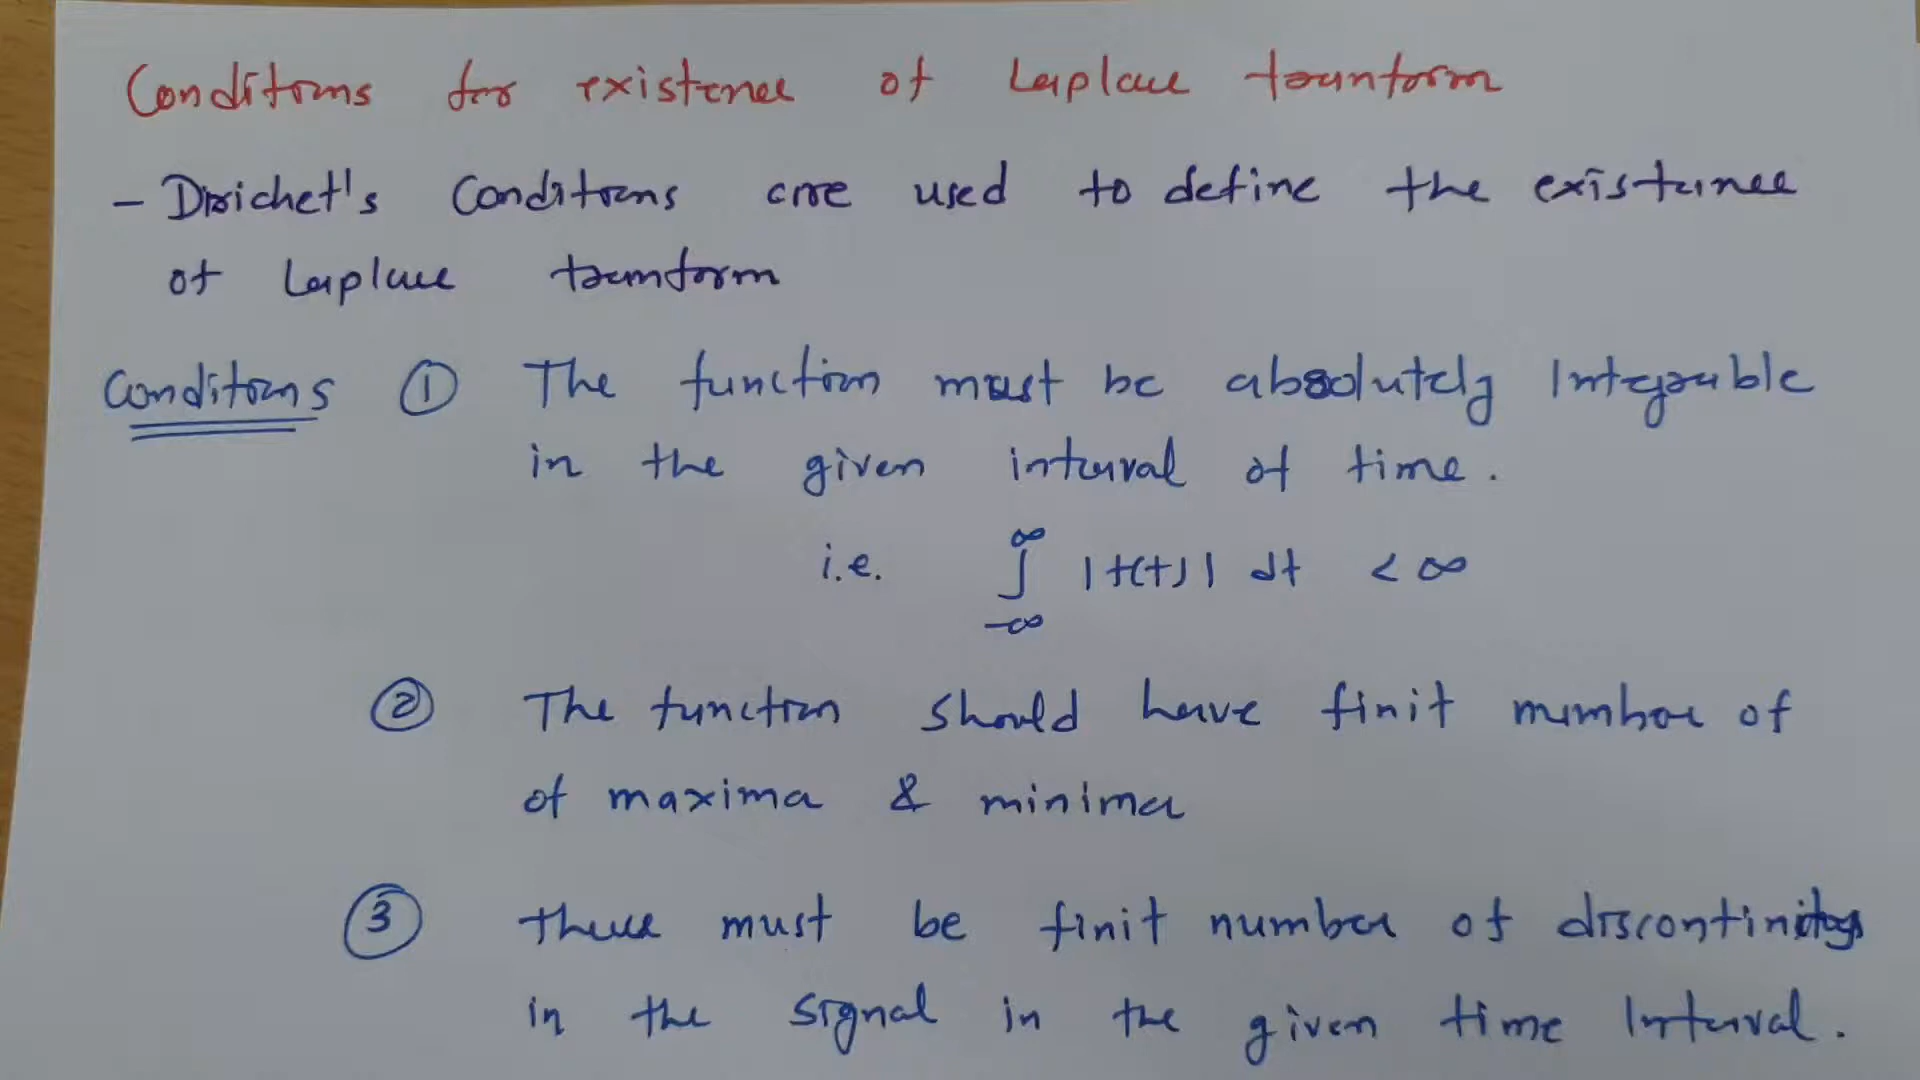 Conditions for existence of Laplace transform
- Dirichet's Conditions are used to define the existance
of Laplace transform
Conditions ① The function must be absolutely Integrable
in the given interval of time.
i.e. ∫_{-∞}^{∞} |f(t)| dt < ∞
② The function should have finit number of
of maxima & minima
③ there must be finit number of discontinitys
in the signal in the given time Interval.